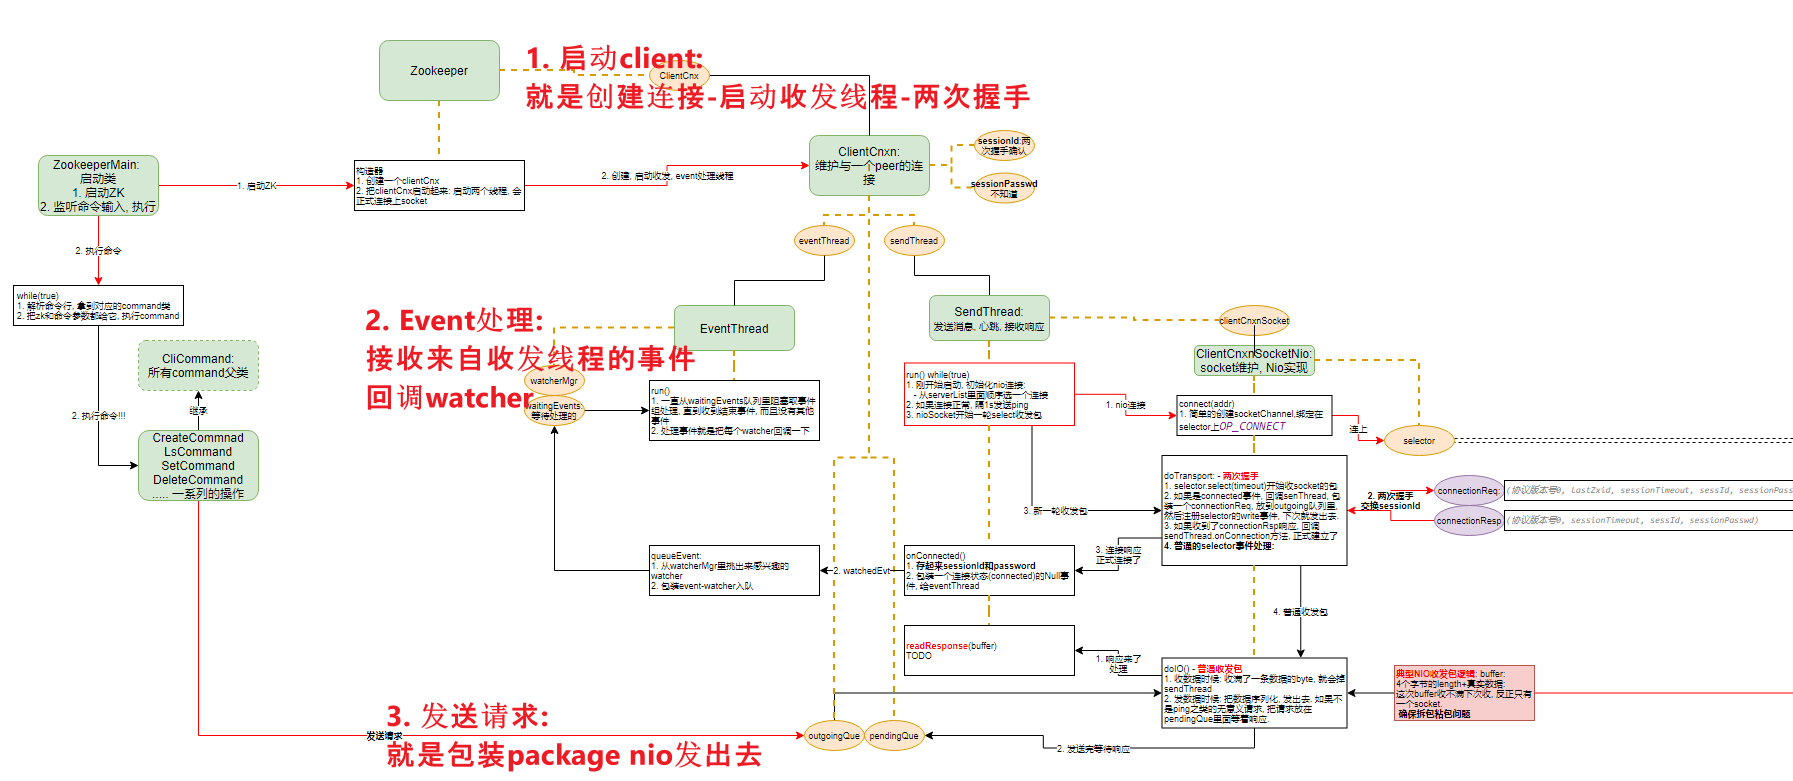 1. 启动client:
就是创建连接-启动收发线程-两次握手
Zookeeper
ClientCnx
ZookeeperMain:
启动类
1. 启动ZK
2. 监听命令输入, 执行
1. 启动ZK
构造器
1. 创建一个clientCnx
2. 把clientCnx启动起来: 启动两个线程, 会
正式连接上socket
2. 创建, 启动收发, event处理线程
ClientCnxn:
维护与一个peer的连
接
sessionId:两
次握手确认
sessionPasswd
不知道
2. 执行命令
while(true)
1. 解析命令行, 拿到对应的command类
2. 把zk和命令参数都给它, 执行command
eventThread
sendThread
2. Event处理:
接收来自收发线程的事件
回调watcher
EventThread
SendThread:
发送消息, 心跳, 接收响应
clientCnxnSocket
ClientCnxnSocketNio:
socket维护, Nio实现
CliCommand:
所有command父类
继承
2. 执行命令!!!
CreateCommnad
LsCommand
SetCommand
DeleteCommand
..... 一系列的操作
watcherMgr
waitingEvents:
等待处理的
run()
1. 一直从waitingEvents队列里阻塞取事件
组处理, 直到收到结束事件, 而且没有其他
事件
2. 处理事件就是把每个watcher回调一下
run() while(true)
1. 刚开始启动, 初始化nio连接:
- 从serverList里面顺序选一个连接
2. 如果连接正常, 隔1s发送ping
3. nioSocket开始一轮select收发包
1. nio连接
connect(addr)
1. 简单的创建socketChannel,绑定在
selector上OP_CONNECT
连上
selector
3. 新一轮收发包
doTransport: - 两次握手
1. selector.select(timeout)开始收socket的包
2. 如果是connected事件, 回调senThread, 包
装一个connectionReq, 放到outgoing队列里,
然后注册selector的write事件, 下次就发出去.
3. 如果收到了connectionRsp响应, 回调
sendThread.onConnection方法, 正式建立了
4. 普通的selector事件处理:
2. 两次握手
交换sessionId
connectionReq:
(协议版本号0, lastZxid, sessionTimeout, sessId, sessionPass
connectionResp
(协议版本号0, sessionTimeout, sessId, sessionPasswd)
queueEvent:
1. 从watcherMgr里挑出来感兴趣的
watcher
2. 包装event-watcher入队
2. watchedEvt
onConnected()
1. 存起来sessionId和password
2. 包装一个连接状态(connected)的Null事
件, 给eventThread
3. 连接响应
正式连接了
4. 普通收发包
readResponse(buffer)
TODO
1. 响应来了
处理
doIO() - 普通收发包
1. 收数据时候: 收满了一条数据的byte, 就会掉
sendThread
2. 发数据时候: 把数据序列化, 发出去. 如果不
是ping之类的无意义请求, 把请求放在
pendingQue里面等着响应.
典型NIO收发包逻辑: buffer:
4个字节的length+真实数据:
这次buffer收不满下次收, 反正只有
一个socket.
确保拆包粘包问题
3. 发送请求:
就是包装package nio发出去
发送请求
outgoingQue
pendingQue
2. 发送完等待响应